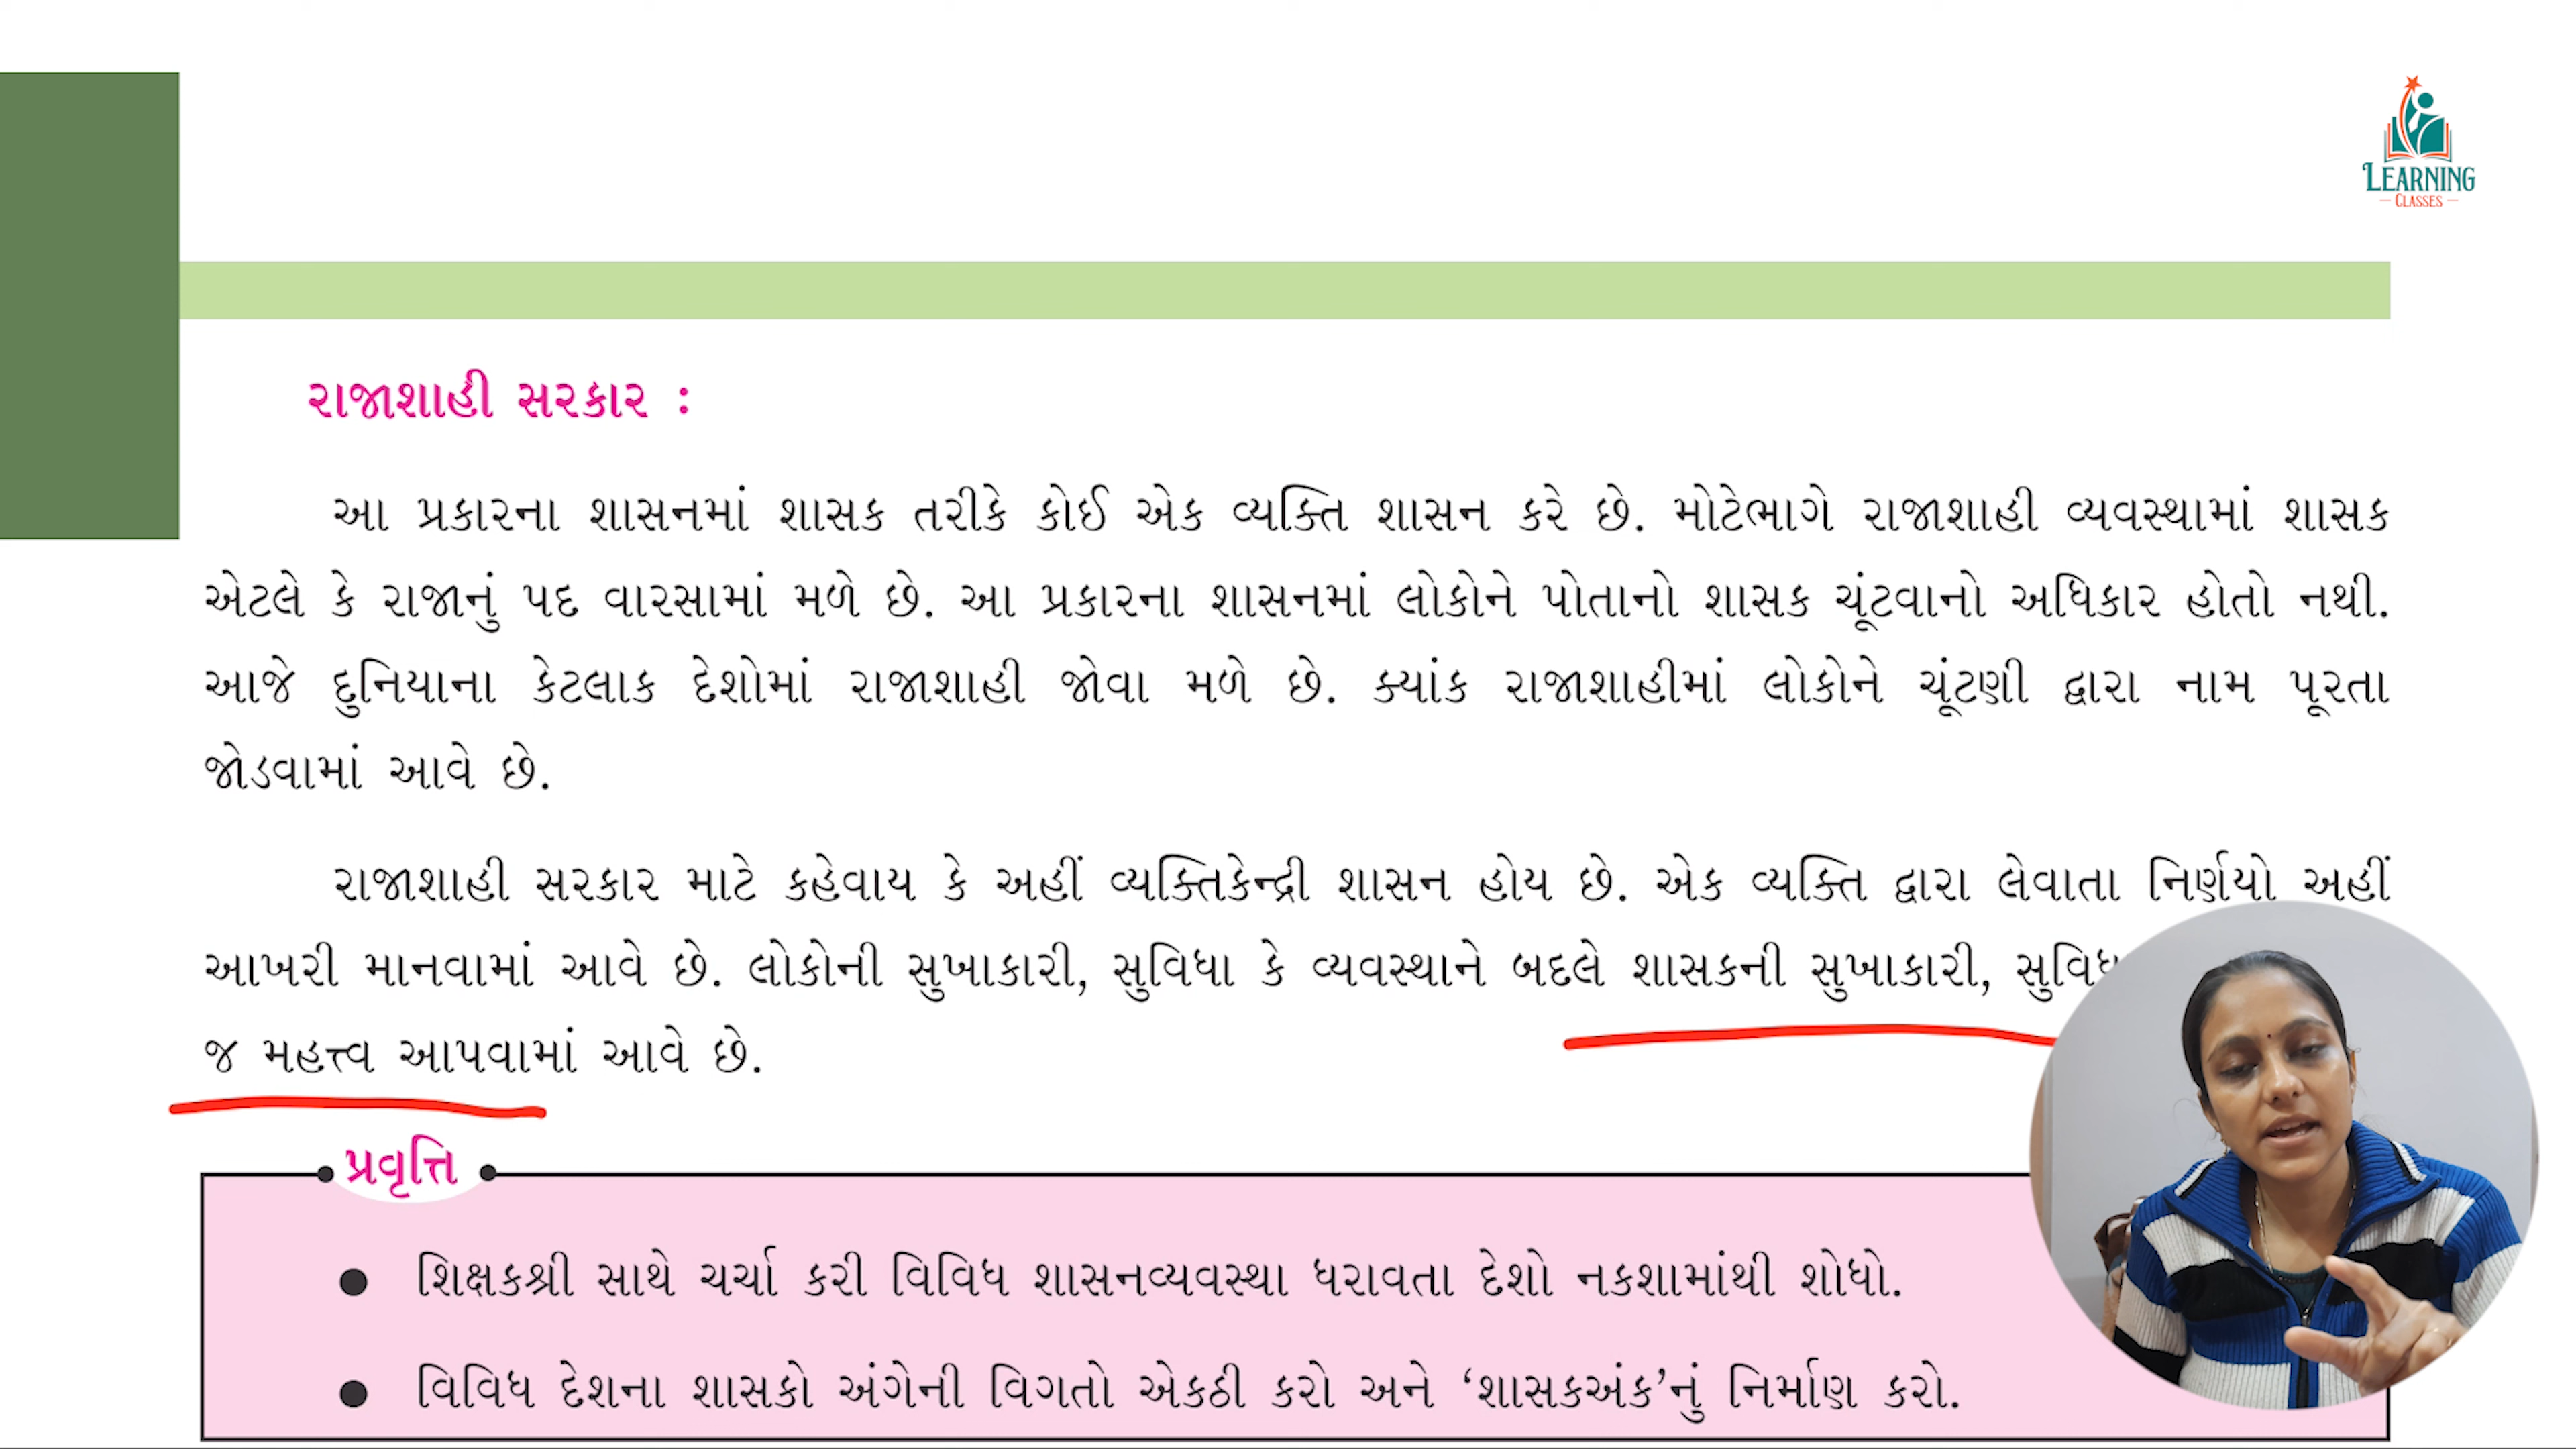 LEARNING
CLASSES
રાજાશાહી સરકાર :
આ પ્રકારના શાસનમાં શાસક તરીકે કોઈ એક વ્યક્તિ શાસન કરે છે. મોટેભાગે રાજાશાહી વ્યવસ્થામાં શાસક
એટલે કે રાજાનું પદ વારસામાં મળે છે. આ પ્રકારના શાસનમાં લોકોને પોતાનો શાસક ચૂંટવાનો અધિકાર હોતો નથી.
આજે દુનિયાના કેટલાક દેશોમાં રાજાશાહી જોવા મળે છે. ક્યાંક રાજાશાહીમાં લોકોને ચૂંટણી દ્વારા નામ પૂરતા
જોડવામાં આવે છે.
રાજાશાહી સરકાર માટે કહેવાય કે અહીં વ્યક્તિકેન્દ્રી શાસન હોય છે. એક વ્યક્તિ દ્વારા લેવાતા નિર્ણયો અહીં
આખરી માનવામાં આવે છે. લોકોની સુખાકારી, સુવિધા કે વ્યવસ્થાને બદલે શાસકની સુખાકારી,
જ મહત્ત્વ આપવામાં આવે છે.
પ્રવૃત્તિ
● શિક્ષકશ્રી સાથે ચર્ચા કરી વિવિધ શાસનવ્યવસ્થા ધરાવતા દેશો નકશામાંથી શોધો.
● વિવિધ દેશના શાસકો અંગેની વિગતો એકઠી કરો અને ‘શાસકઅંક’નું નિર્માણ કરો.